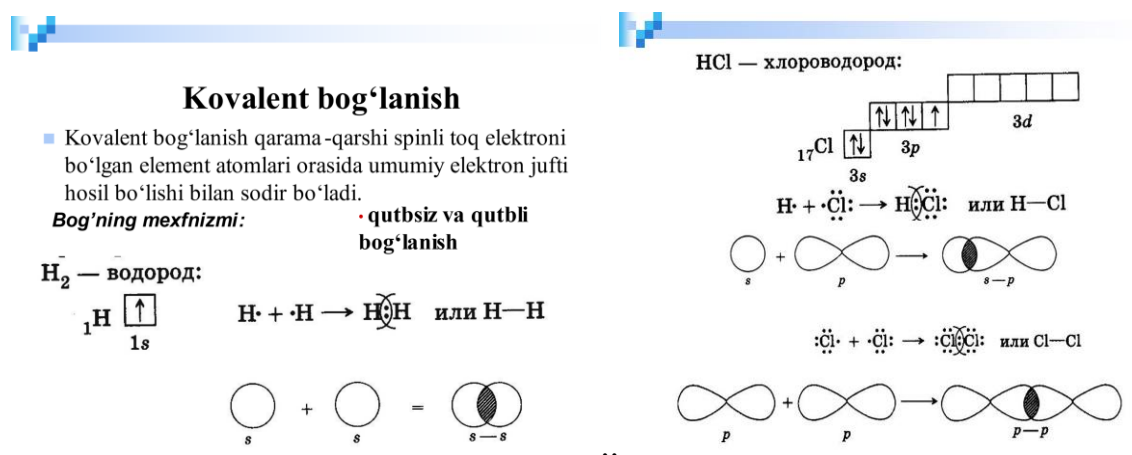 Kovalent bog‘lanish
Kovalent bog‘lanish qarama-qarshi spinli toq elektroni
bo‘lgan element atomlari orasida umumiy elektron jufti
hosil bo‘lishi bilan sodir bo‘ladi.
Bog’ning mexfnizmi:
• qutbsiz va qutbli
bog‘lanish
H₂ — водород:
₁H ↑
1s
H· + ·H → H:H или H—H
s + s = s—s
HCl — хлороводород:
3d
₁₇Cl ↑↓ ↑↓ ↑↓ ↑
3p
3s
H· + ·Cl: → H:Cl: или H—Cl
s + p → s—p
:Cl· + ·Cl: → :Cl:Cl: или Cl—Cl
p + p → p—p